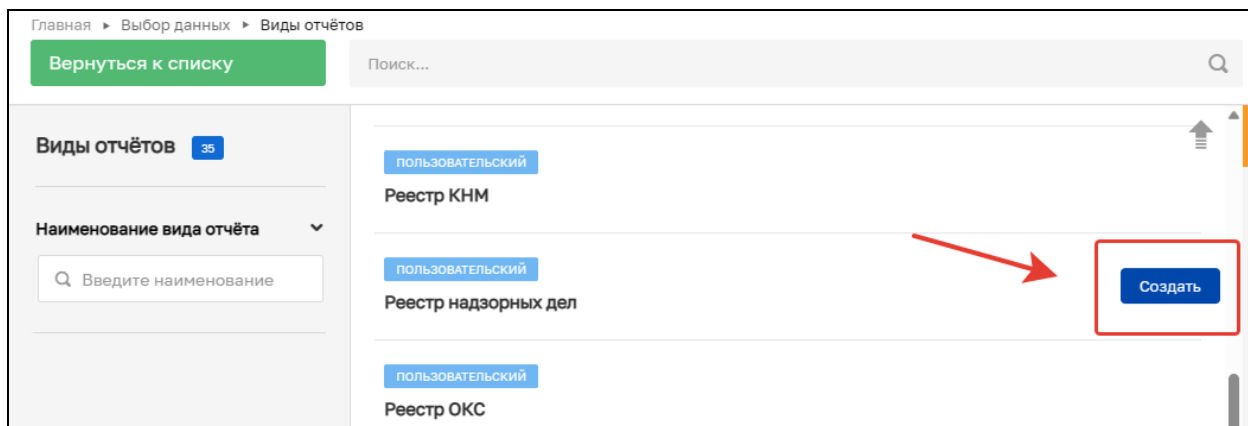 Главная ▸ Выбор данных ▸ Виды отчётов
Вернуться к списку
Поиск...
Виды отчётов 35
Наименование вида отчёта
Введите наименование
ПОЛЬЗОВАТЕЛЬСКИЙ
Реестр КНМ
ПОЛЬЗОВАТЕЛЬСКИЙ
Реестр надзорных дел
Создать
ПОЛЬЗОВАТЕЛЬСКИЙ
Реестр ОКС